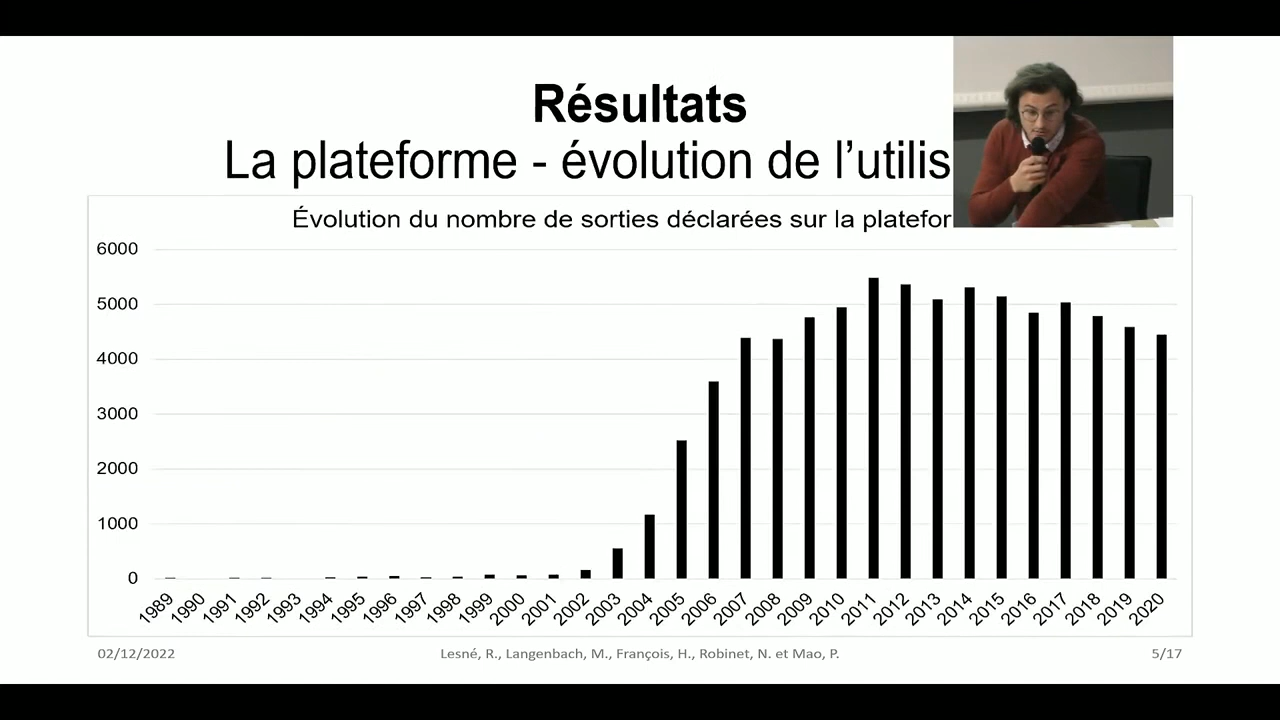 Résultats
La plateforme - évolution de l’utilis
Évolution du nombre de sorties déclarées sur la platefor
6000
5000
4000
3000
2000
1000
0
1989 1990 1991 1992 1993 1994 1995 1996 1997 1998 1999 2000 2001 2002 2003 2004 2005 2006 2007 2008 2009 2010 2011 2012 2013 2014 2015 2016 2017 2018 2019 2020
02/12/2022 Lesné, R., Langenbach, M., François, H., Robinet, N. et Mao, P. 5/17